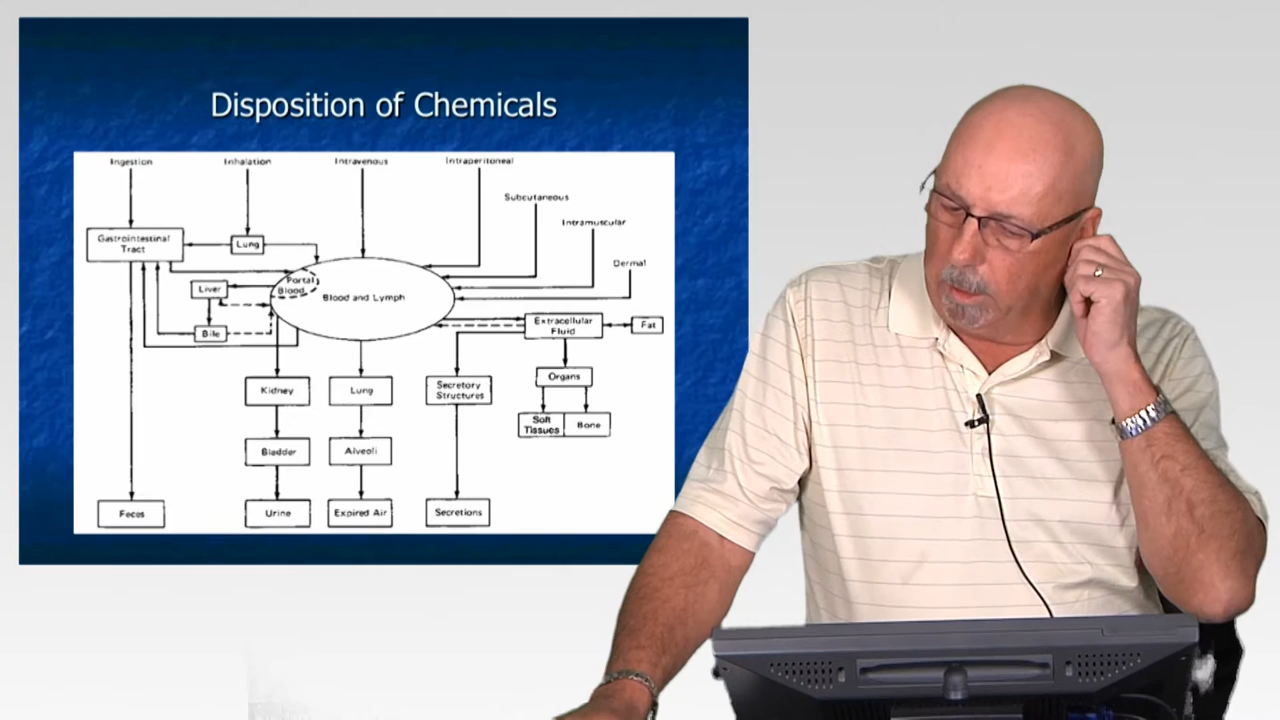 Disposition of Chemicals
Ingestion
Inhalation
Intravenous
Intraperitoneal
Subcutaneous
Intramuscular
Dermal
Gastrointestinal
Tract
Lung
Portal
Blood
Liver
Blood and Lymph
Bile
Extracellular
Fluid
Fat
Kidney
Lung
Secretory
Structures
Organs
Soft
Tissues
Bone
Bladder
Alveoli
Feces
Urine
Expired Air
Secretions